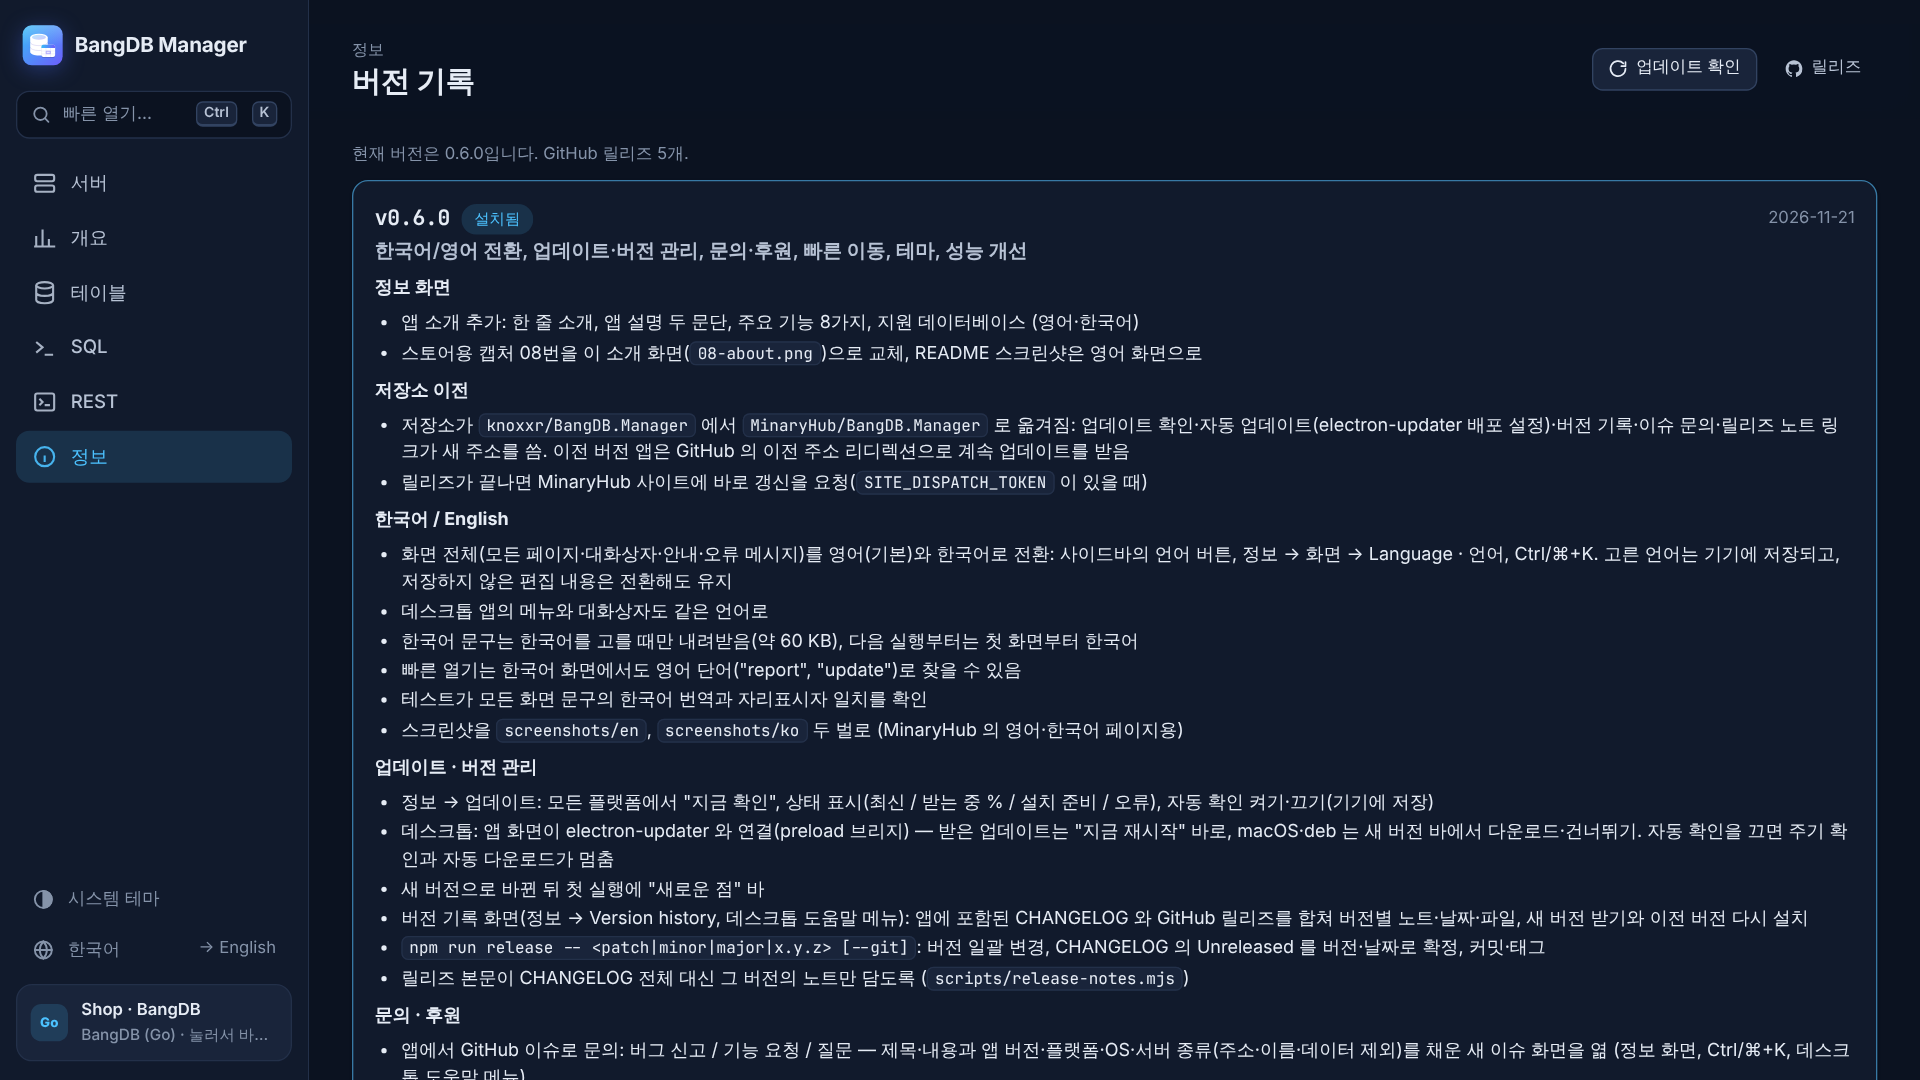 BangDB Manager
빠른 열기... Ctrl K
서버
개요
테이블
SQL
REST
정보
시스템 테마
한국어 → English
Go
Shop · BangDB
BangDB (Go) · 눌러서 바...
정보
버전 기록
업데이트 확인
릴리즈
현재 버전은 0.6.0입니다. GitHub 릴리즈 5개.
v0.6.0 설치됨 2026-11-21
한국어/영어 전환, 업데이트·버전 관리, 문의·후원, 빠른 이동, 테마, 성능 개선
정보 화면
• 앱 소개 추가: 한 줄 소개, 앱 설명 두 문단, 주요 기능 8가지, 지원 데이터베이스 (영어·한국어)
• 스토어용 캡처 08번을 이 소개 화면(08-about.png)으로 교체, README 스크린샷은 영어 화면으로
저장소 이전
• 저장소가 knoxxr/BangDB.Manager 에서 MinaryHub/BangDB.Manager 로 옮겨짐: 업데이트 확인·자동 업데이트(electron-updater 배포 설정)·버전 기록·이슈 문의·릴리즈 노트 링
크가 새 주소를 씀. 이전 버전 앱은 GitHub 의 이전 주소 리디렉션으로 계속 업데이트를 받음
• 릴리즈가 끝나면 MinaryHub 사이트에 바로 갱신을 요청(SITE_DISPATCH_TOKEN 이 있을 때)
한국어 / English
• 화면 전체(모든 페이지·대화상자·안내·오류 메시지)를 영어(기본)와 한국어로 전환: 사이드바의 언어 버튼, 정보 → 화면 → Language · 언어, Ctrl/⌘+K. 고른 언어는 기기에 저장되고,
저장하지 않은 편집 내용은 전환해도 유지
• 데스크톱 앱의 메뉴와 대화상자도 같은 언어로
• 한국어 문구는 한국어를 고를 때만 내려받음(약 60 KB), 다음 실행부터는 첫 화면부터 한국어
• 빠른 열기는 한국어 화면에서도 영어 단어("report", "update")로 찾을 수 있음
• 테스트가 모든 화면 문구의 한국어 번역과 자리표시자 일치를 확인
• 스크린샷을 screenshots/en, screenshots/ko 두 벌로 (MinaryHub 의 영어·한국어 페이지용)
업데이트 · 버전 관리
• 정보 → 업데이트: 모든 플랫폼에서 "지금 확인", 상태 표시(최신 / 받는 중 % / 설치 준비 / 오류), 자동 확인 켜기·끄기(기기에 저장)
• 데스크톱: 앱 화면이 electron-updater 와 연결(preload 브리지) — 받은 업데이트는 "지금 재시작" 바로, macOS·deb 는 새 버전 바에서 다운로드·건너뛰기. 자동 확인을 끄면 주기 확
인과 자동 다운로드가 멈춤
• 새 버전으로 바뀐 뒤 첫 실행에 "새로운 점" 바
• 버전 기록 화면(정보 → Version history, 데스크톱 도움말 메뉴): 앱에 포함된 CHANGELOG 와 GitHub 릴리즈를 합쳐 버전별 노트·날짜·파일, 새 버전 받기와 이전 버전 다시 설치
• npm run release -- <patch|minor|major|x.y.z> [--git]: 버전 일괄 변경, CHANGELOG 의 Unreleased 를 버전·날짜로 확정, 커밋·태그
• 릴리즈 본문이 CHANGELOG 전체 대신 그 버전의 노트만 담도록 (scripts/release-notes.mjs)
문의 · 후원
• 앱에서 GitHub 이슈로 문의: 버그 신고 / 기능 요청 / 질문 — 제목·내용과 앱 버전·플랫폼·OS·서버 종류(주소·이름·데이터 제외)를 채운 새 이슈 화면을 엶 (정보 화면, Ctrl/⌘+K, 데스크
톱 도움말 메뉴)